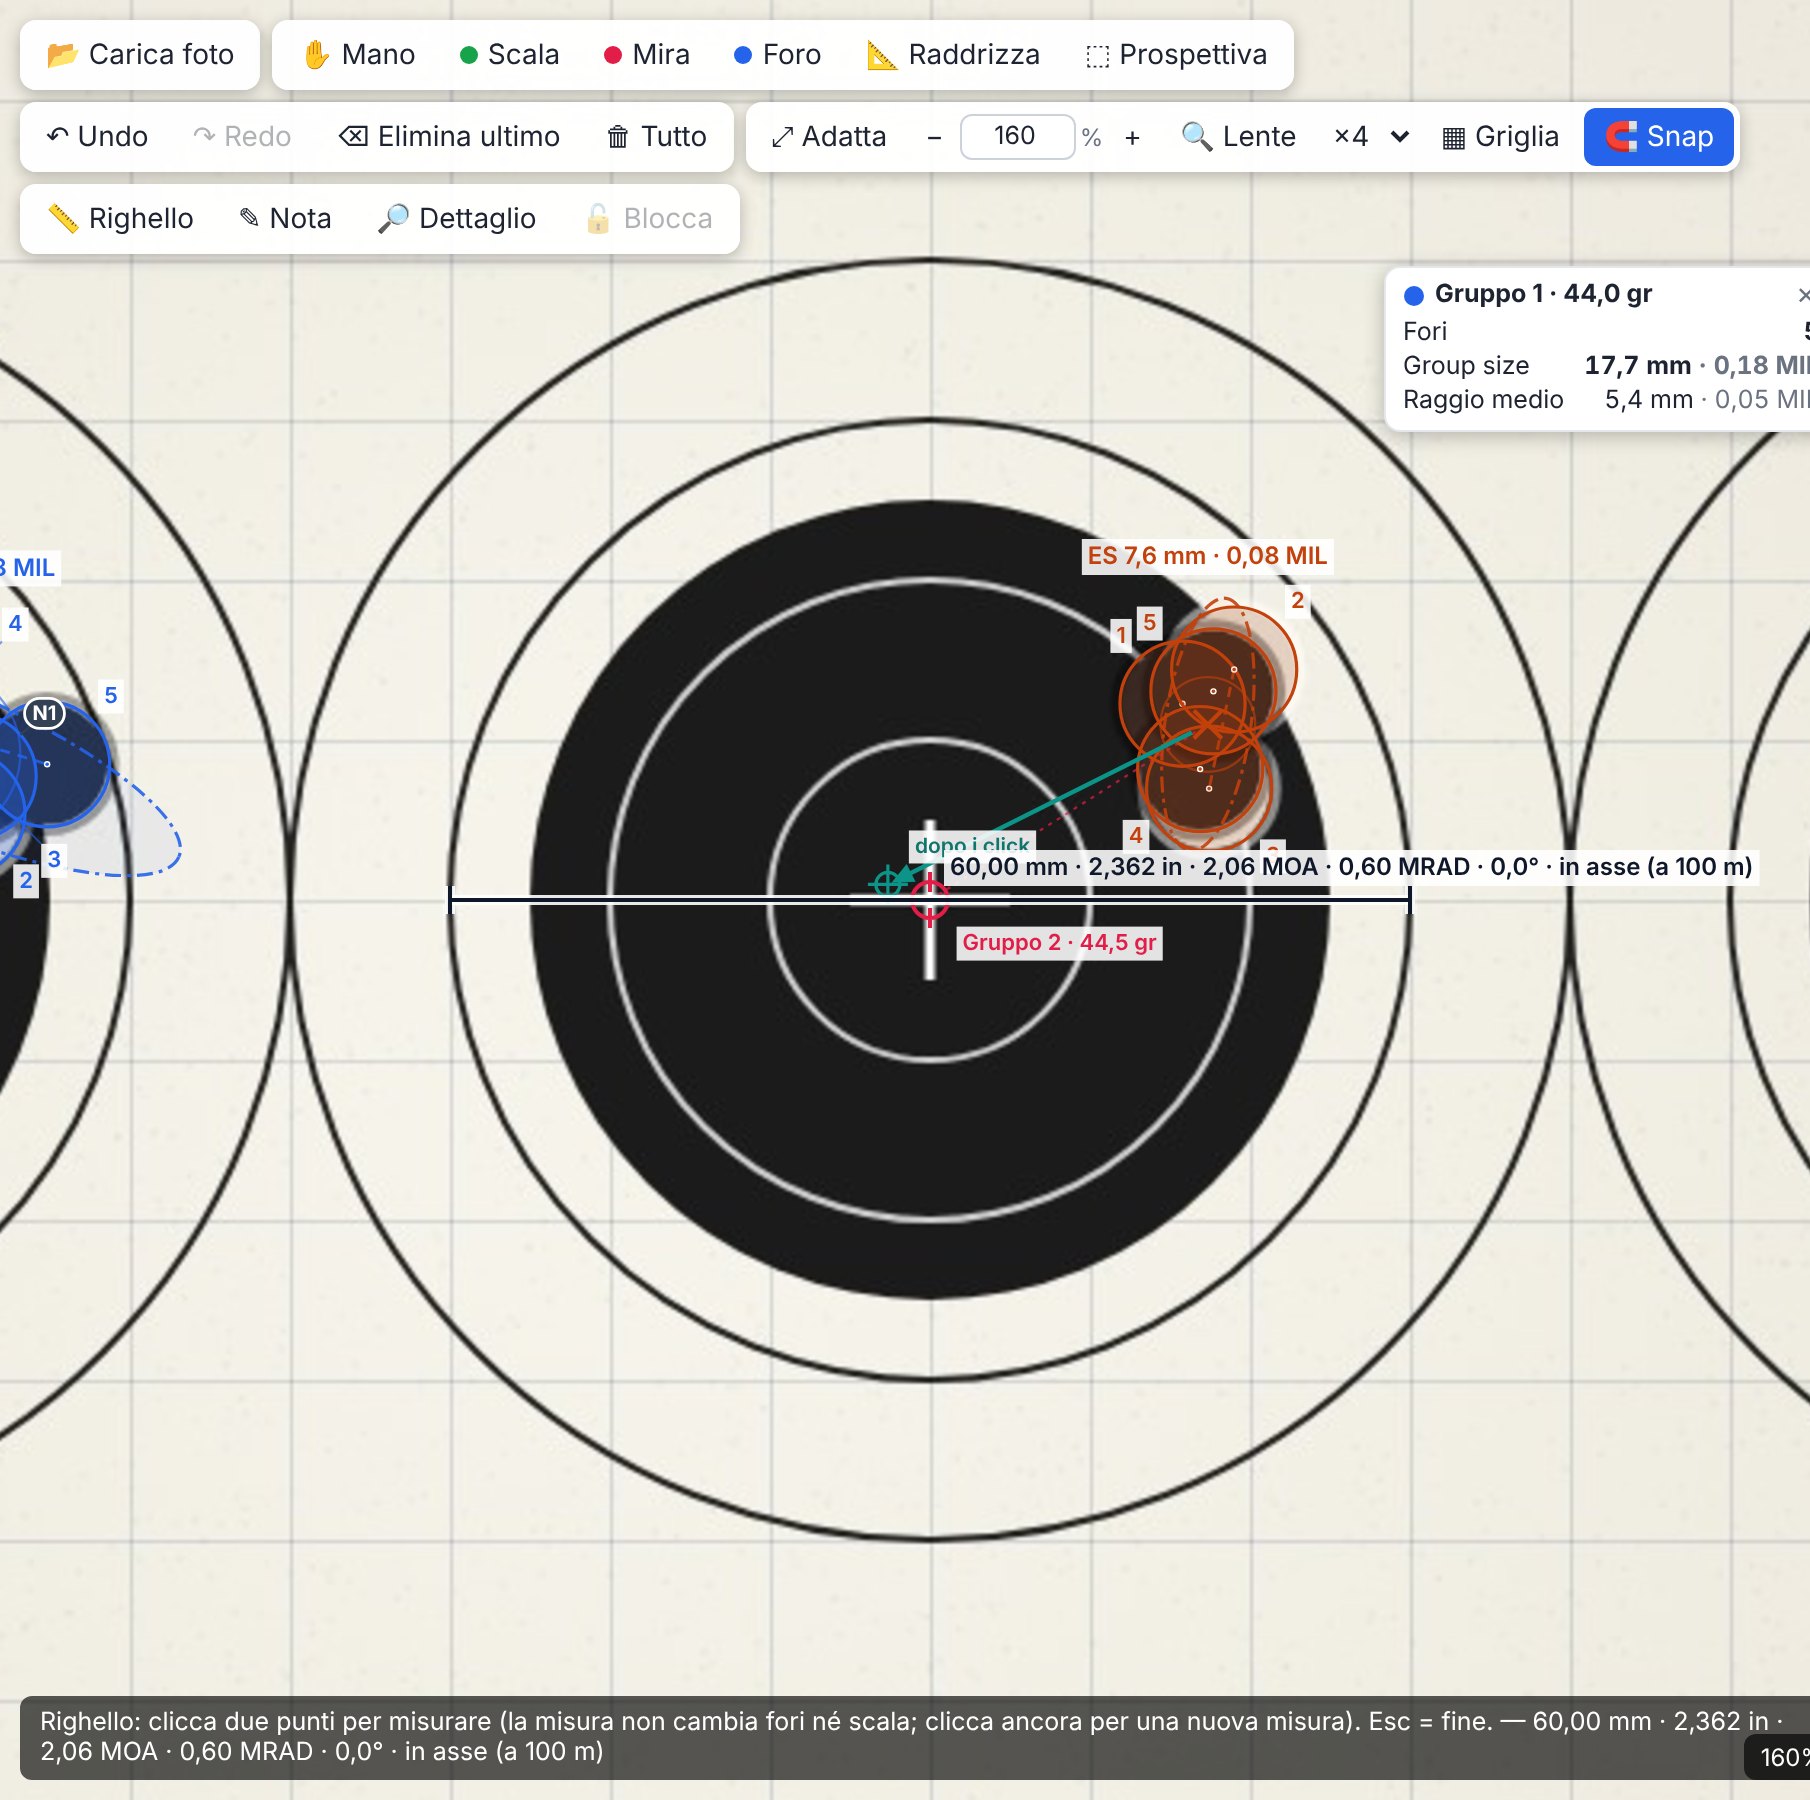 📂 Carica foto
✋ Mano
Scala
Mira
Foro
📐 Raddrizza
⬚ Prospettiva
↶ Undo
↷ Redo
⌫ Elimina ultimo
🗑 Tutto
⤢ Adatta
− 160 % +
🔍 Lente
×4
▦ Griglia
🧲 Snap
📏 Righello
✎ Nota
🔎 Dettaglio
🔓 Blocca
Gruppo 1 · 44,0 gr
×
Fori
Group size 17,7 mm · 0,18
Raggio medio 5,4 mm · 0,05
MIL
4
N1
5
3
2
ES 7,6 mm · 0,08 MIL
2
5
1
4
dopo i click
60,00 mm · 2,362 in · 2,06 MOA · 0,60 MRAD · 0,0° · in asse (a 100 m)
Gruppo 2 · 44,5 gr
Righello: clicca due punti per misurare (la misura non cambia fori né scala; clicca ancora per una nuova misura). Esc = fine. — 60,00 mm · 2,362 in ·
2,06 MOA · 0,60 MRAD · 0,0° · in asse (a 100 m)
160%